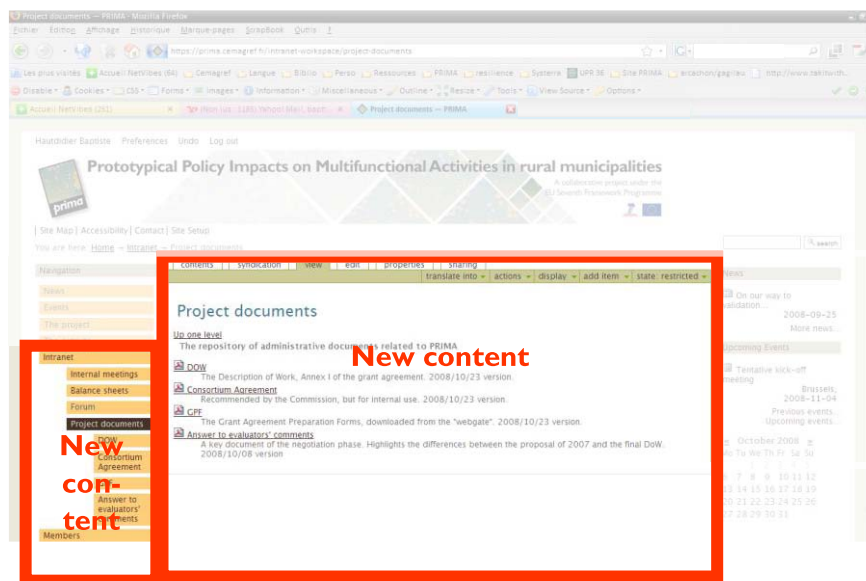 Project documents — PRIMA - Mozilla Firefox
Fichier Édition Affichage Historique Marque-pages ScrapBook Outils ?
https://prima.cemagref.fr/intranet-workspace/project-documents
Les plus visités Accueil NetVibes (64) Cemagref Langue Biblio Perso Ressources PRIMA resilience Systerra UPR 36 Site PRIMA
Disable Cookies CSS Forms Images Information Miscellaneous Outline Resize Tools View Source Options
Accueil NetVibes (261) Project documents — PRIMA
Hautdidier Baptiste Preferences Undo Log out
Prototypical Policy Impacts on Multifunctional Activities in rural municipalities
A collaborative project under the
EU Seventh Framework Programme
prima
Site Map | Accessibility | Contact | Site Setup
You are here: Home → Intranet → Project documents
search
contents syndication view edit properties sharing
translate into actions display add item state: restricted
Navigation
News
Events
The project
Intranet
Internal meetings
Balance sheets
Forum
Project documents
DOW
Consortium
Agreement
GPF
Answer to
evaluators'
comments
Members
New
con-
tent
Project documents
Up one level
The repository of administrative documents related to PRIMA
New content
DOW
The Description of Work, Annex I of the grant agreement. 2008/10/23 version.
Consortium Agreement
Recommended by the Commission, but for internal use. 2008/10/23 version.
GPF
The Grant Agreement Preparation Forms, downloaded from the "webgate". 2008/10/23 version.
Answer to evaluators' comments
A key document of the negotiation phase. Highlights the differences between the proposal of 2007 and the final DoW.
2008/10/08 version
News
On our way to
validation...
2008-09-25
More news...
Upcoming Events
Tentative kick-off
meeting
Brussels,
2008-11-04
Previous events...
Upcoming events...
« October 2008 »
Mo Tu We Th Fr Sa Su
1 2 3 4 5
6 7 8 9 10 11 12
13 14 15 16 17 18 19
20 21 22 23 24 25 26
27 28 29 30 31